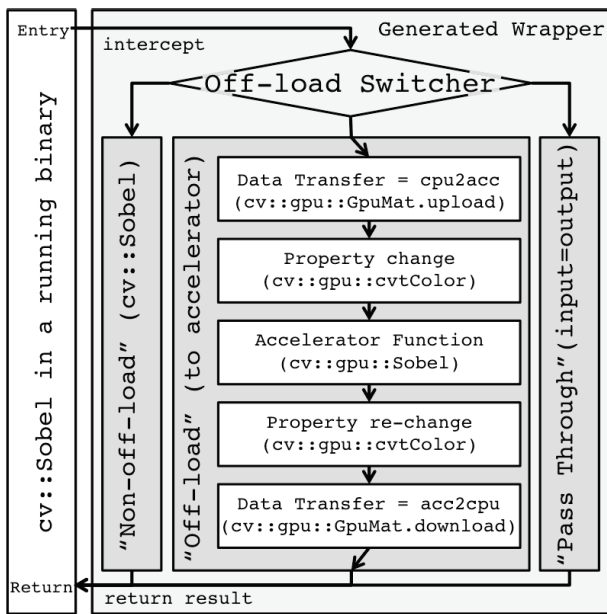 Entry
intercept
Generated Wrapper
Off-load Switcher
cv::Sobel in a running binary
"Non-off-load" (cv::Sobel)
"Off-load" (to accelerator)
Data Transfer = cpu2acc
(cv::gpu::GpuMat.upload)
Property change
(cv::gpu::cvtColor)
Accelerator Function
(cv::gpu::Sobel)
Property re-change
(cv::gpu::cvtColor)
Data Transfer = acc2cpu
(cv::gpu::GpuMat.download)
"Pass Through"(input=output)
Return
return result